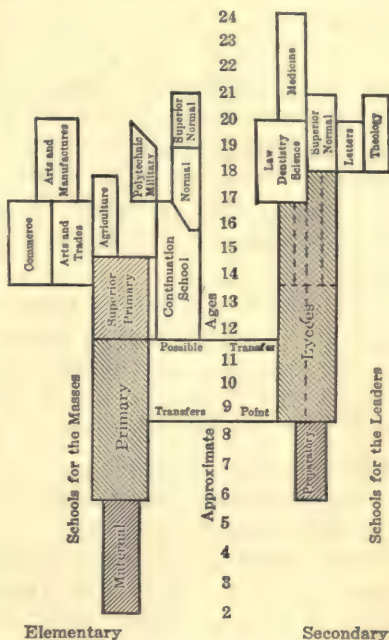 24
23
22
21
20
19
18
17
16
15
14
13
12
11
10
9
8
7
6
5
4
3
2
Approximate
Ages
Schools for the Masses
Commerce
Arts and
Manufactures
Arts and
Trades
Agriculture
Superior
Primary
Primary
Maternal
Polytechnic
Military
Superior
Normal
Normal
Continuation
School
Possible Transfer
Transfers Point
Medicine
Law
Dentistry
Science
Superior
Normal
Letters
Theology
Lycées
Preparatory
Schools for the Leaders
Elementary
Secondary